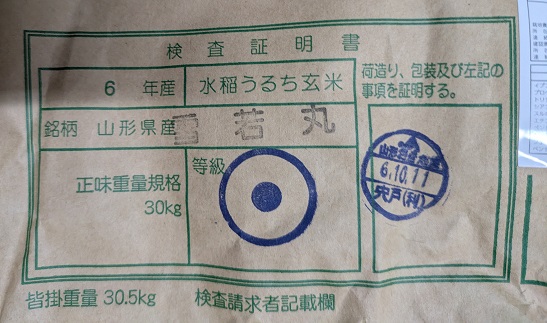 検査証明書
6 年産 水稲うるち玄米
荷造り、包装及び左記の
事項を証明する。
銘柄 山形県産 雪若丸
等級
正味重量規格
30kg
6.10.11
宍戸(利)
皆掛重量 30.5kg 検査請求者記載欄